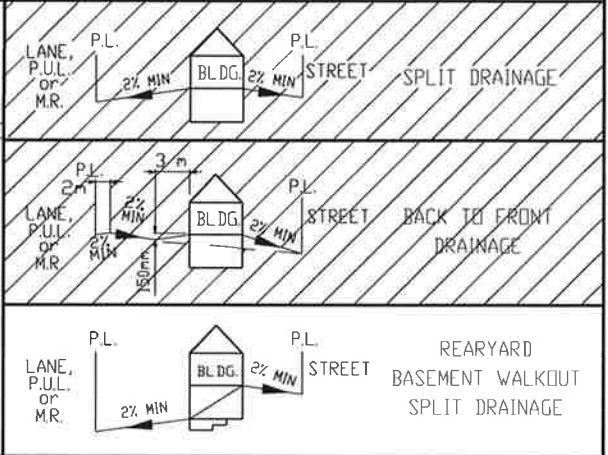 P.L.
P.L.
LANE,
P.U.L.
or
M.R.
2% MIN
BLDG.
2% MIN
STREET
SPLIT DRAINAGE
3 m
P.L.
2m
P.L.
LANE,
P.U.L.
or
M.R
2% MIN
2% MIN
150mm
BLDG.
2% MIN
STREET
BACK TO FRONT
DRAINAGE
P.L.
P.L.
LANE,
P.U.L.
or
M.R.
2% MIN
BLDG.
2% MIN
STREET
REARYARD
BASEMENT WALKOUT
SPLIT DRAINAGE